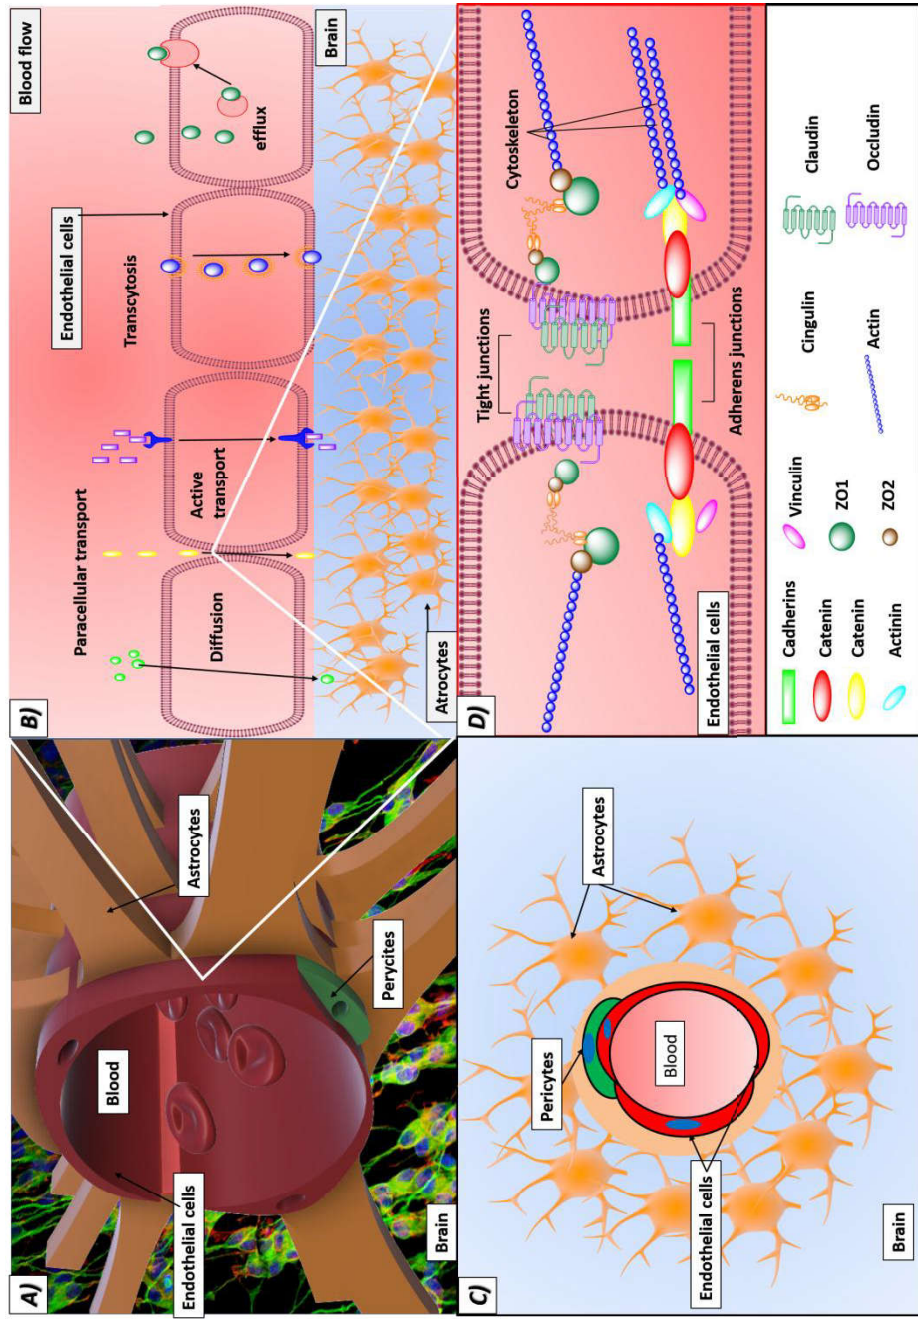 A)
Blood
Endothelial cells
Astrocytes
Perycites
Brain
B)
Blood flow
Paracellular transport
Endothelial cells
Transcytosis
Diffusion
Active
transport
efflux
Brain
Atrocytes
C)
Pericytes
Astrocytes
Blood
Endothelial cells
Brain
D)
Tight junctions
Cytoskeleton
Adherens junctions
Endothelial cells
Cadherins
Vinculin
Cingulin
Claudin
Catenin
ZO1
Catenin
ZO2
Actin
Occludin
Actinin